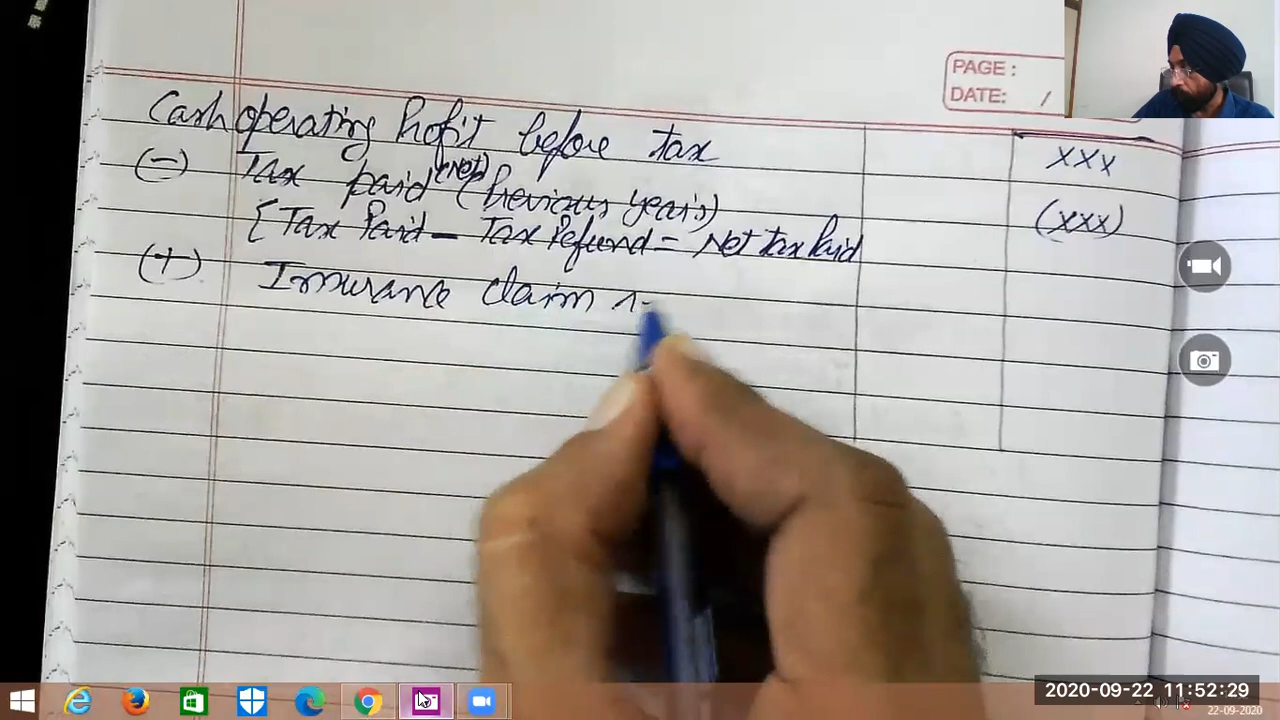 PAGE :
DATE: /
Cash operating Profit before tax xxx
(-) Tax paid (net) (Previous year's) (xxx)
[Tax Paid - Tax Refund = Net Tax Paid
(+) Insurance claim r
2020-09-22 11:52:29
22-09-2020